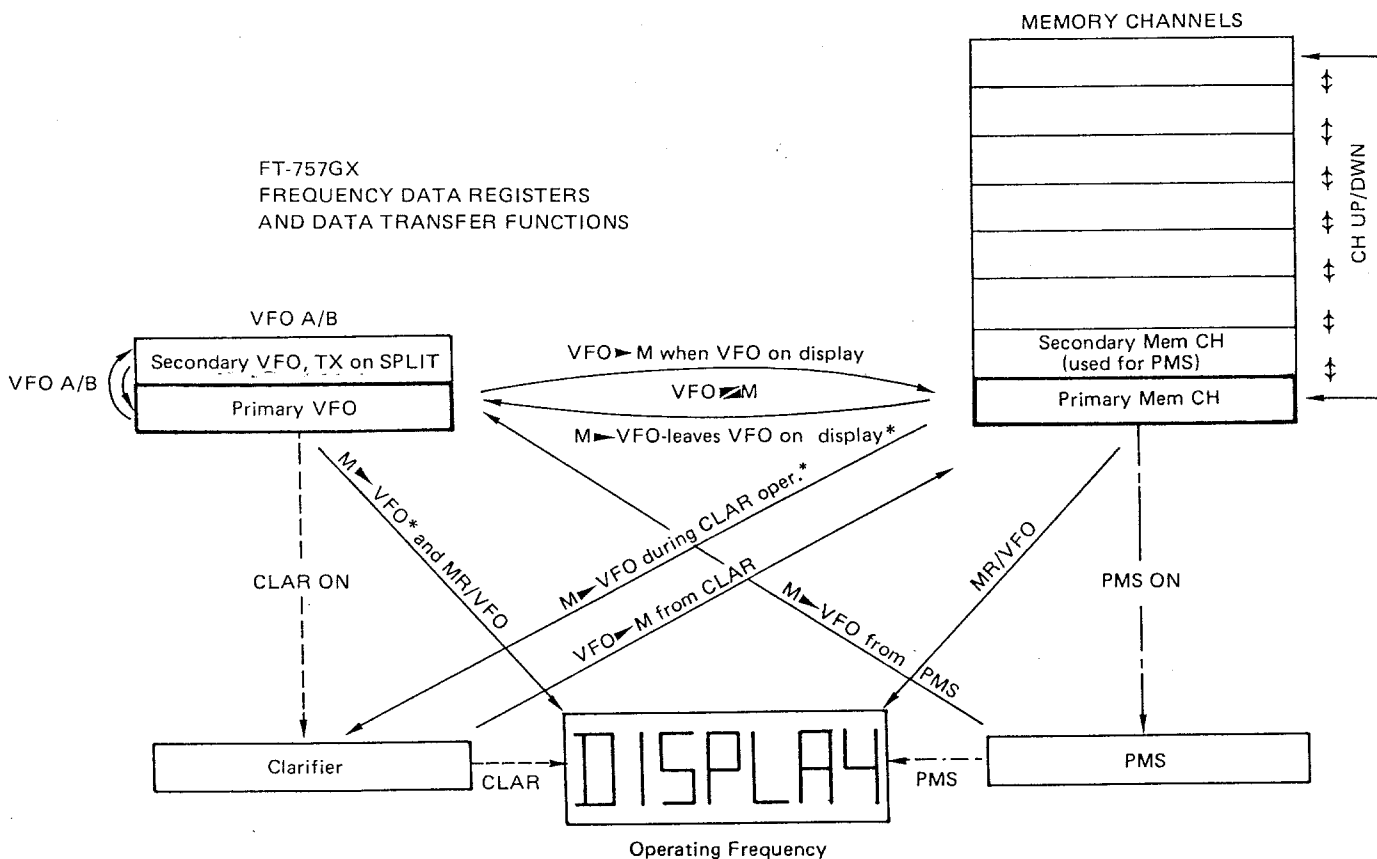 MEMORY CHANNELS
FT-757GX
FREQUENCY DATA REGISTERS
AND DATA TRANSFER FUNCTIONS
CH UP/DWN
VFO A/B
Secondary VFO, TX on SPLIT
VFO A/B
Primary VFO
VFO►M when VFO on display
VFO M
M►VFO-leaves VFO on display*
Secondary Mem CH
(used for PMS)
Primary Mem CH
M►VFO* and MR/VFO
M►VFO during CLAR oper.*
VFO►M from CLAR
M►VFO from PMS
MR/VFO
CLAR ON
PMS ON
Clarifier
CLAR
DISPLAY
PMS
PMS
Operating Frequency